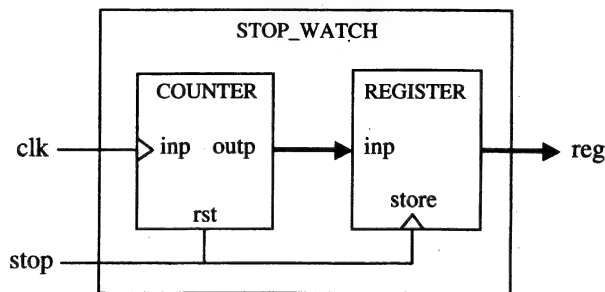 STOP_WATCH
COUNTER
REGISTER
clk
inp
outp
inp
reg
rst
store
stop